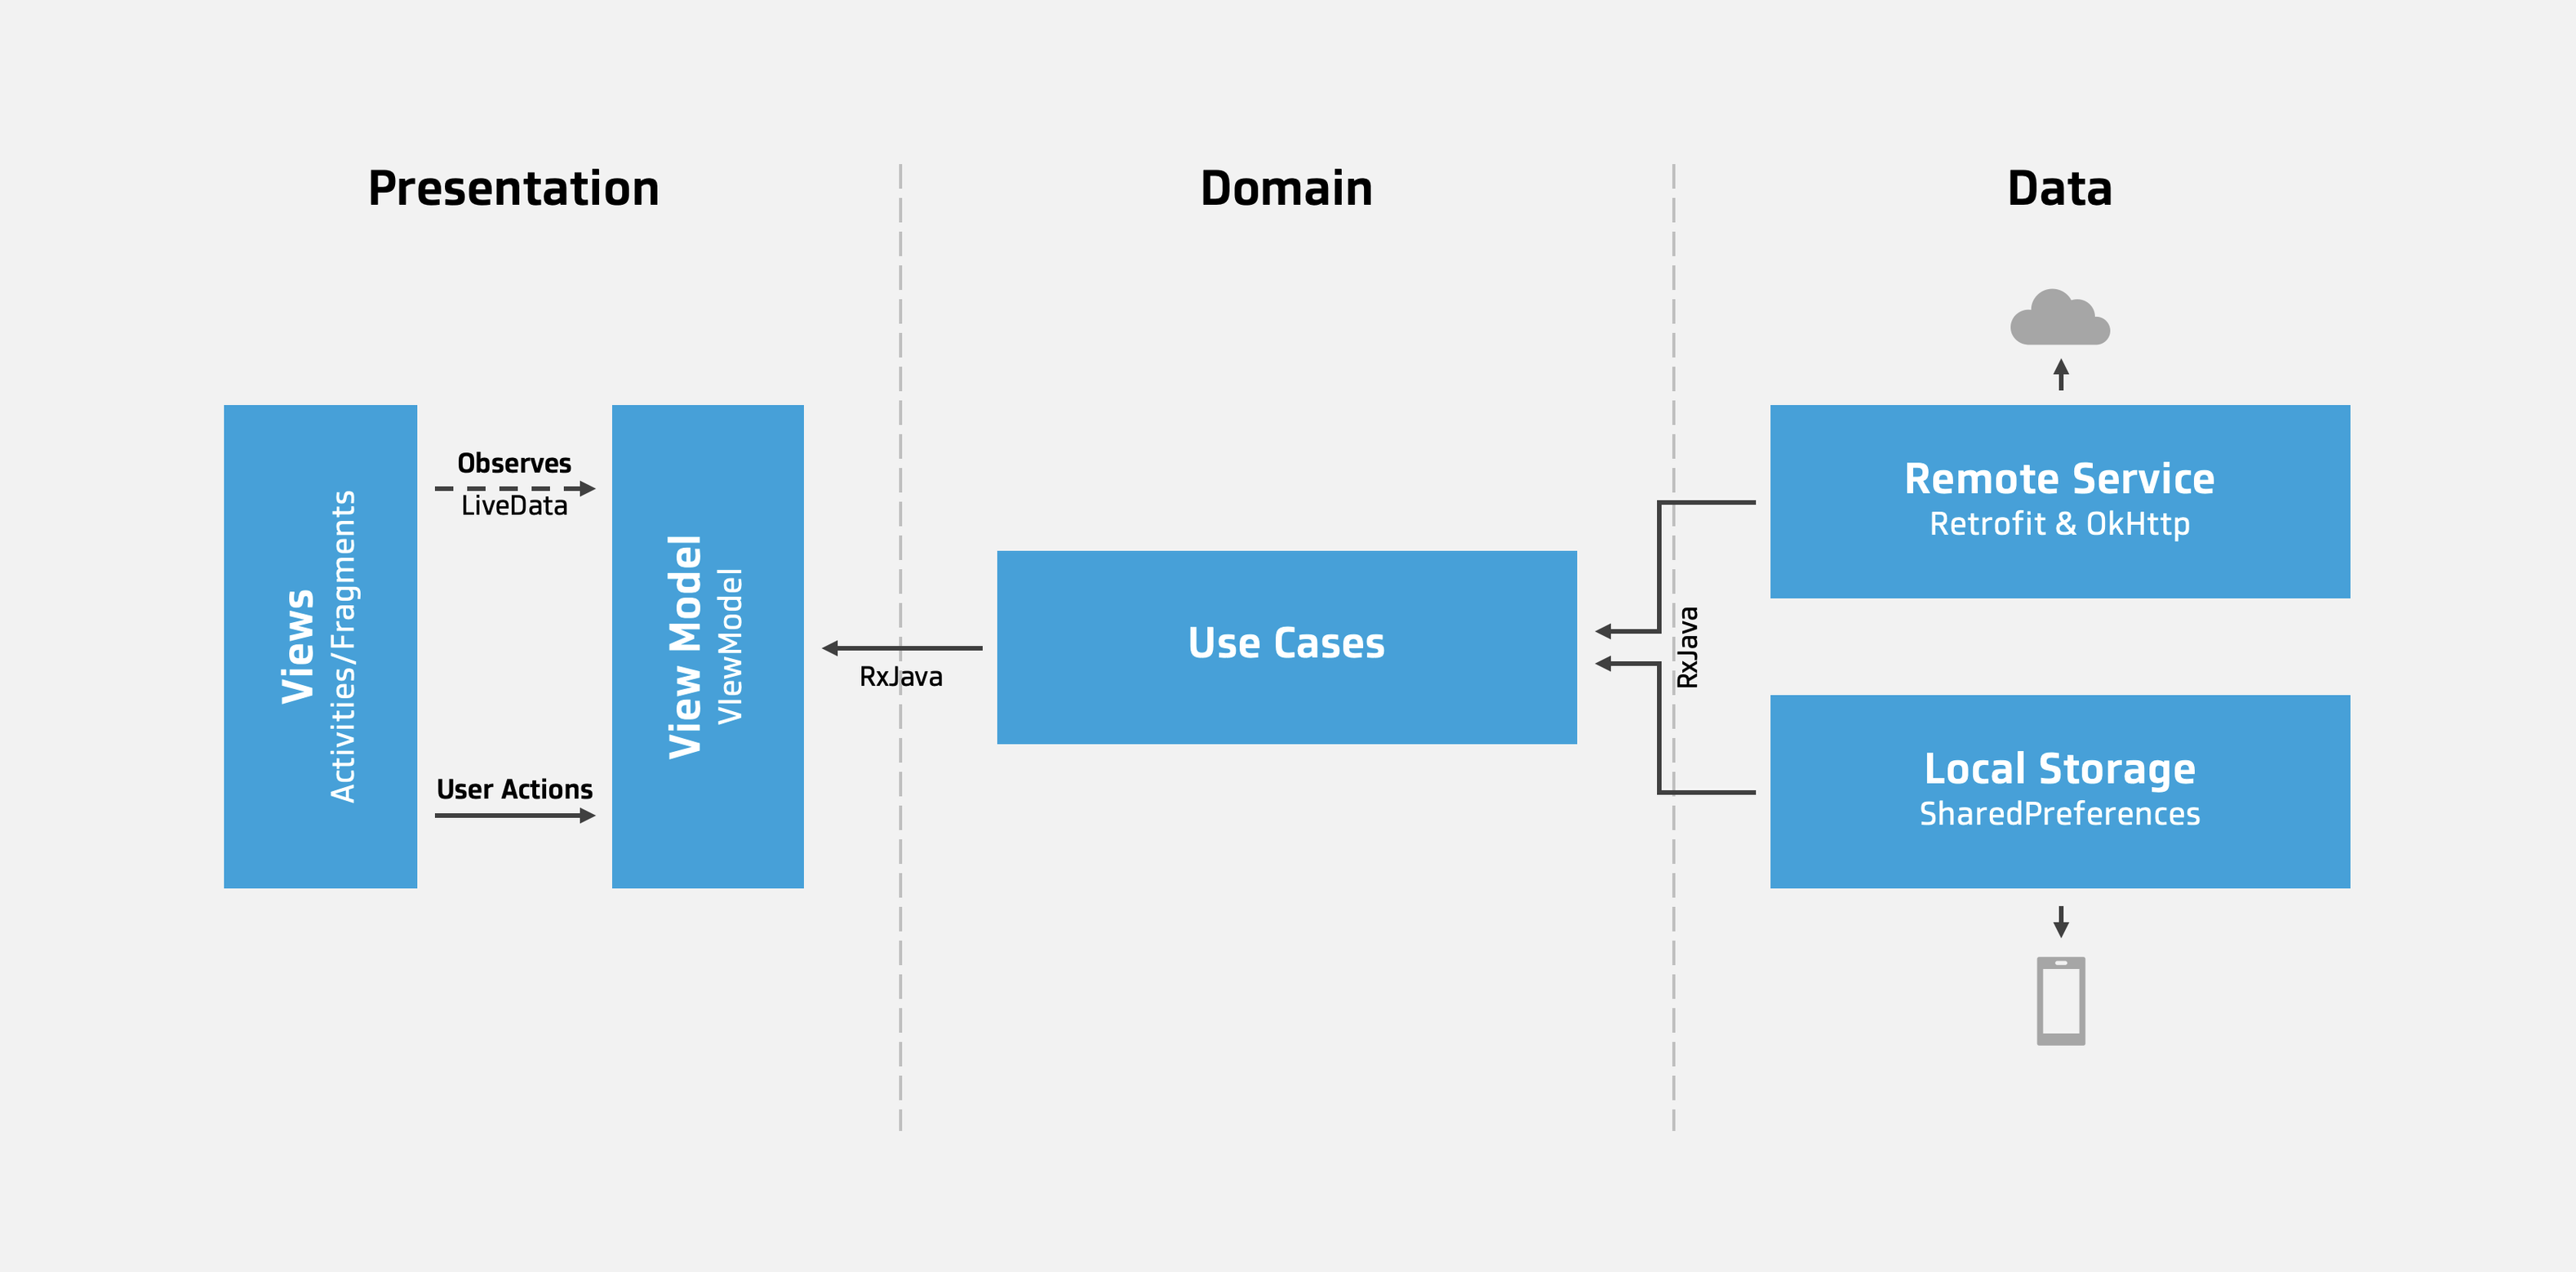 Presentation
Domain
Data
Views
Activities/Fragments
Observes
LiveData
User Actions
View Model
VIewModel
RxJava
Use Cases
RxJava
Remote Service
Retrofit & OkHttp
Local Storage
SharedPreferences